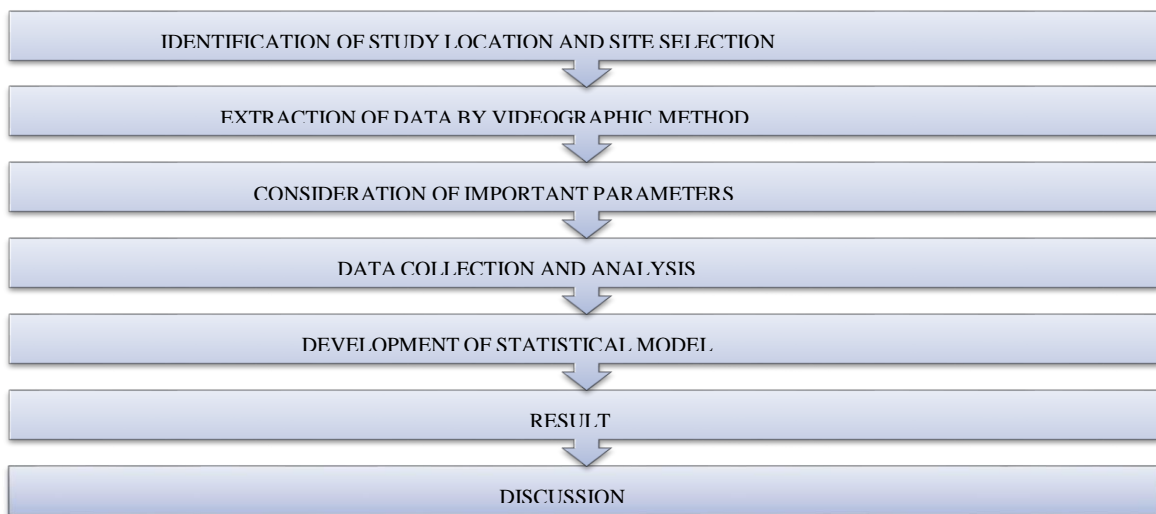 IDENTIFICATION OF STUDY LOCATION AND SITE SELECTION
EXTRACTION OF DATA BY VIDEOGRAPHIC METHOD
CONSIDERATION OF IMPORTANT PARAMETERS
DATA COLLECTION AND ANALYSIS
DEVELOPMENT OF STATISTICAL MODEL
RESULT
DISCUSSION